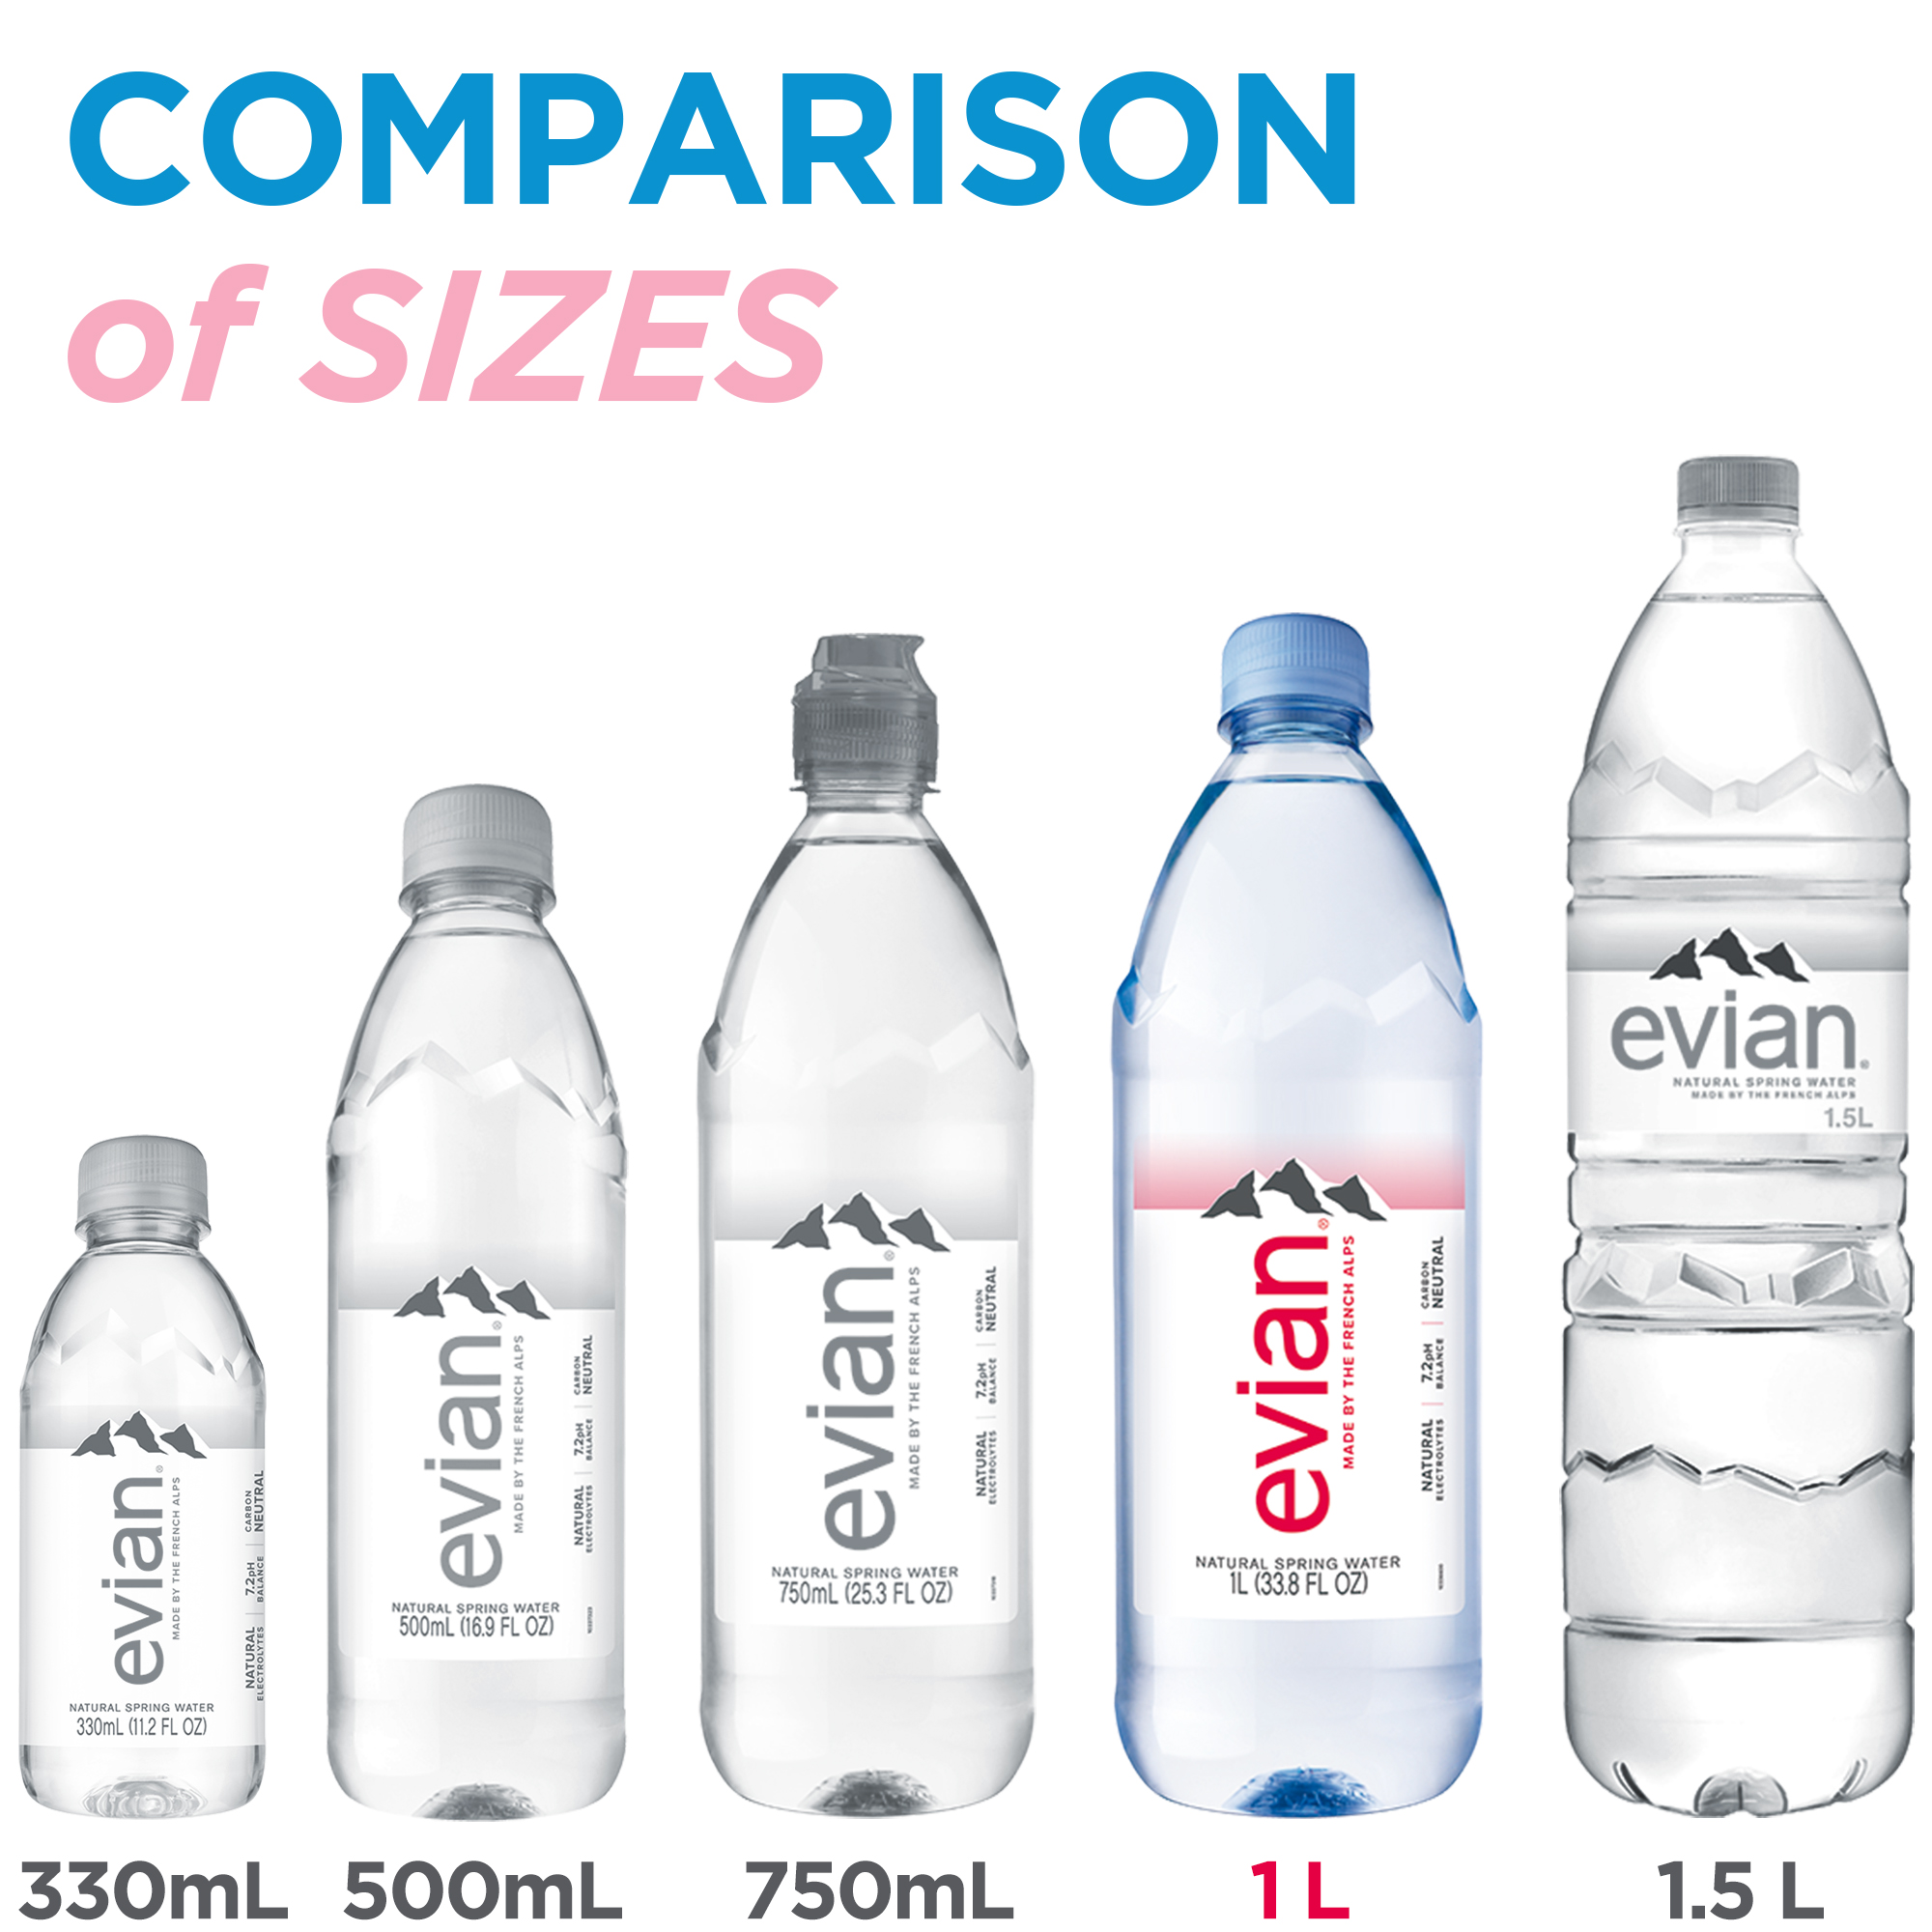 COMPARISON
of SIZES
evian®
MADE BY THE FRENCH ALPS
NATURAL ELECTROLYTES | 7.2pH BALANCE | CARBON NEUTRAL
NATURAL SPRING WATER
330mL (11.2 FL OZ)
evian®
MADE BY THE FRENCH ALPS
NATURAL ELECTROLYTES | 7.2pH BALANCE | CARBON NEUTRAL
NATURAL SPRING WATER
500mL (16.9 FL OZ)
evian®
MADE BY THE FRENCH ALPS
NATURAL ELECTROLYTES | 7.2pH BALANCE | CARBON NEUTRAL
NATURAL SPRING WATER
750mL (25.3 FL OZ)
evian®
MADE BY THE FRENCH ALPS
NATURAL ELECTROLYTES | 7.2pH BALANCE | CARBON NEUTRAL
NATURAL SPRING WATER
1L (33.8 FL OZ)
evian®
NATURAL SPRING WATER
MADE BY THE FRENCH ALPS
1.5L
330mL
500mL
750mL
1 L
1.5 L